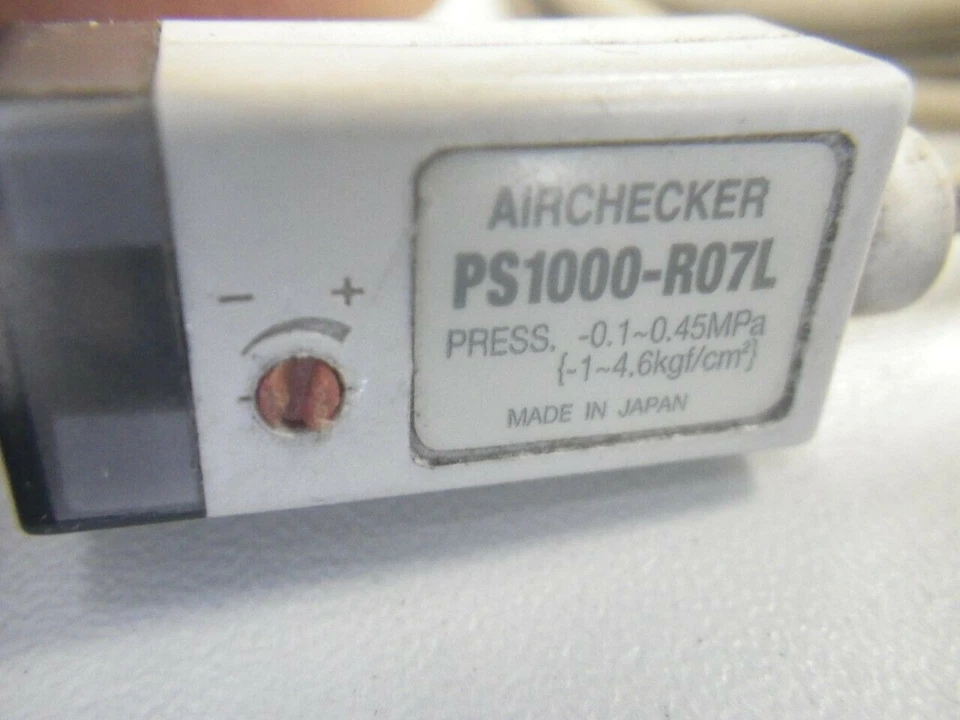 - +
AIRCHECKER
PS1000-R07L
PRESS. -0.1~0.45MPa
{-1~4.6kgf/cm²}
MADE IN JAPAN